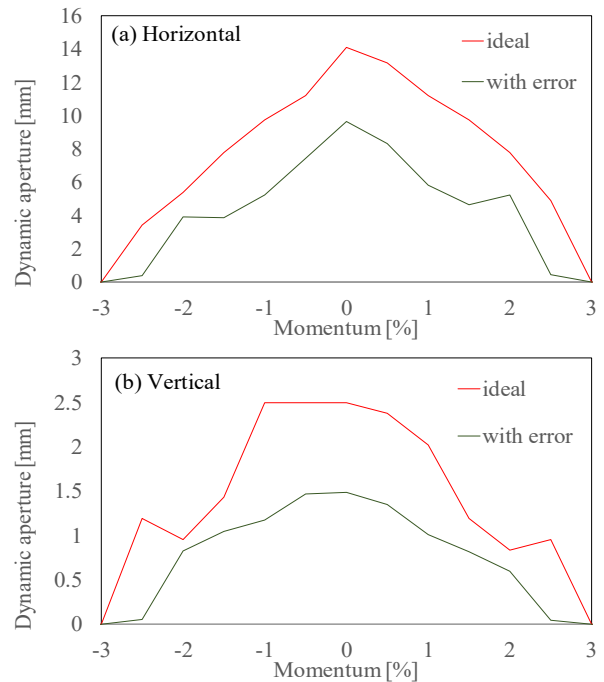 (a) Horizontal
ideal
with error
Dynamic aperture [mm]
16
14
12
10
8
6
4
2
0
-3 -2 -1 0 1 2 3
Momentum [%]
(b) Vertical
ideal
with error
Dynamic aperture [mm]
3
2.5
2
1.5
1
0.5
0
-3 -2 -1 0 1 2 3
Momentum [%]